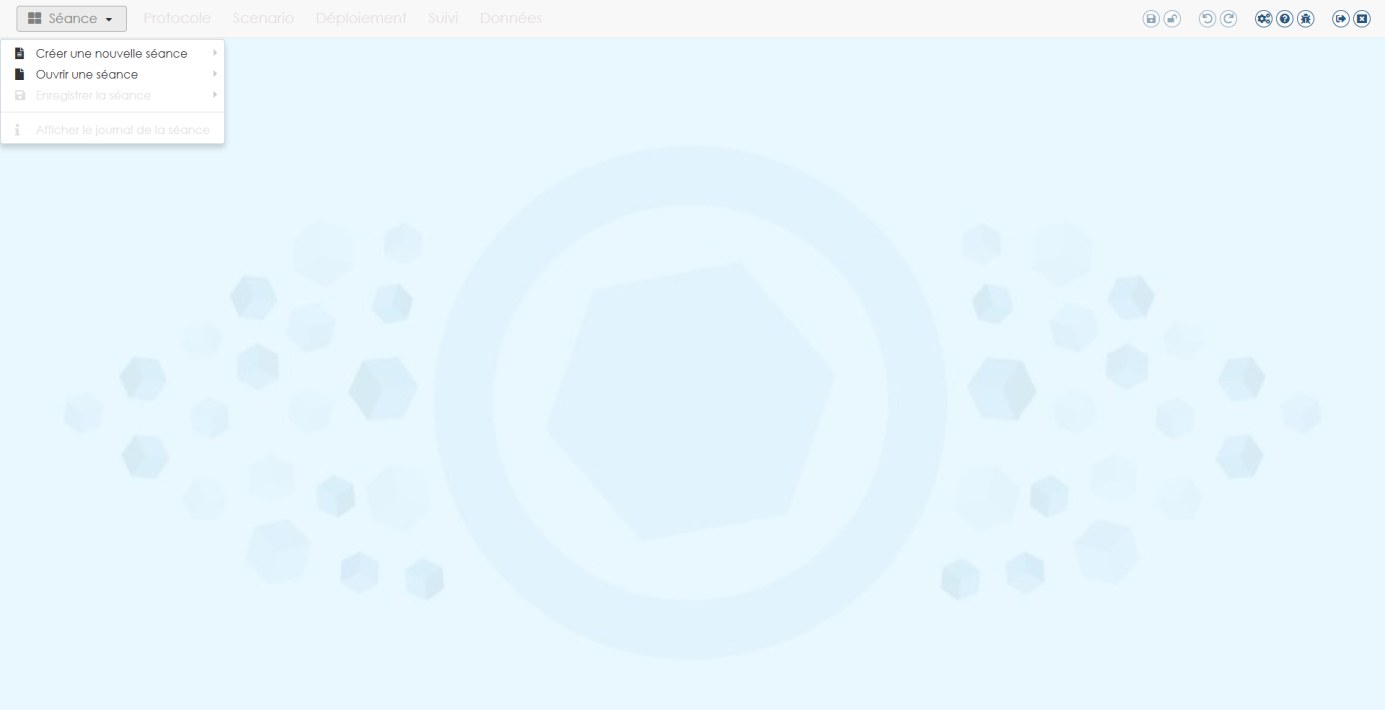 Séance
Protocole
Scenario
Déploiement
Suivi
Données
Créer une nouvelle séance
Ouvrir une séance
Enregistrer la séance
Afficher le journal de la séance